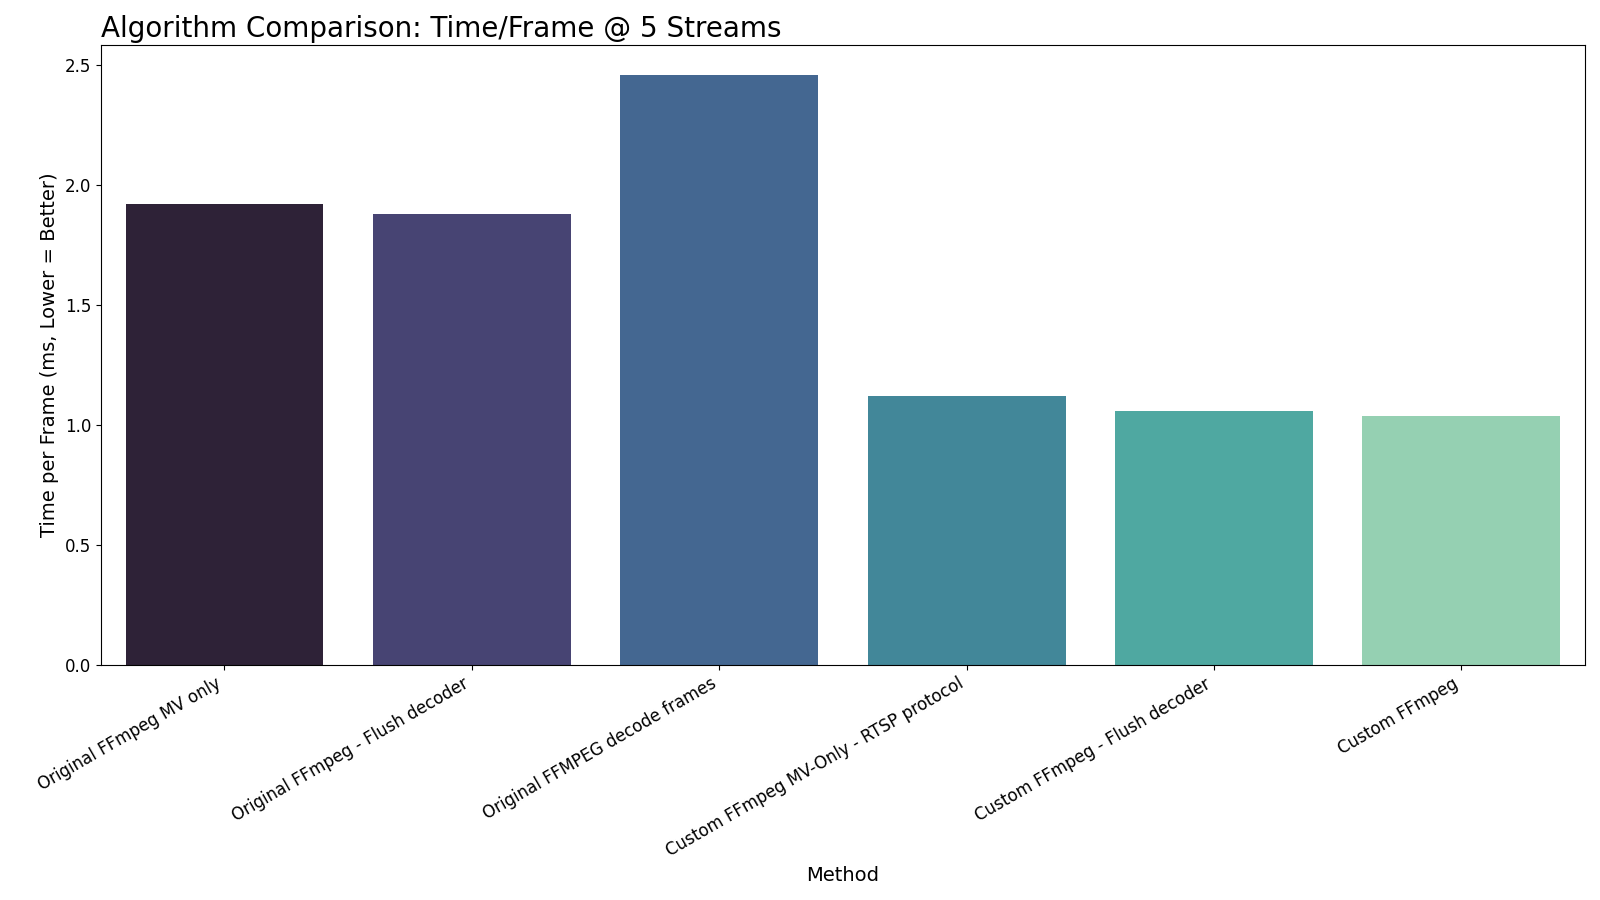 Algorithm Comparison: Time/Frame @ 5 Streams
Time per Frame (ms, Lower = Better)
2.5
2.0
1.5
1.0
0.5
0.0
Original FFmpeg MV only
Original FFmpeg - Flush decoder
Original FFMPEG decode frames
Custom FFmpeg MV-Only - RTSP protocol
Custom FFmpeg - Flush decoder
Custom FFmpeg
Method